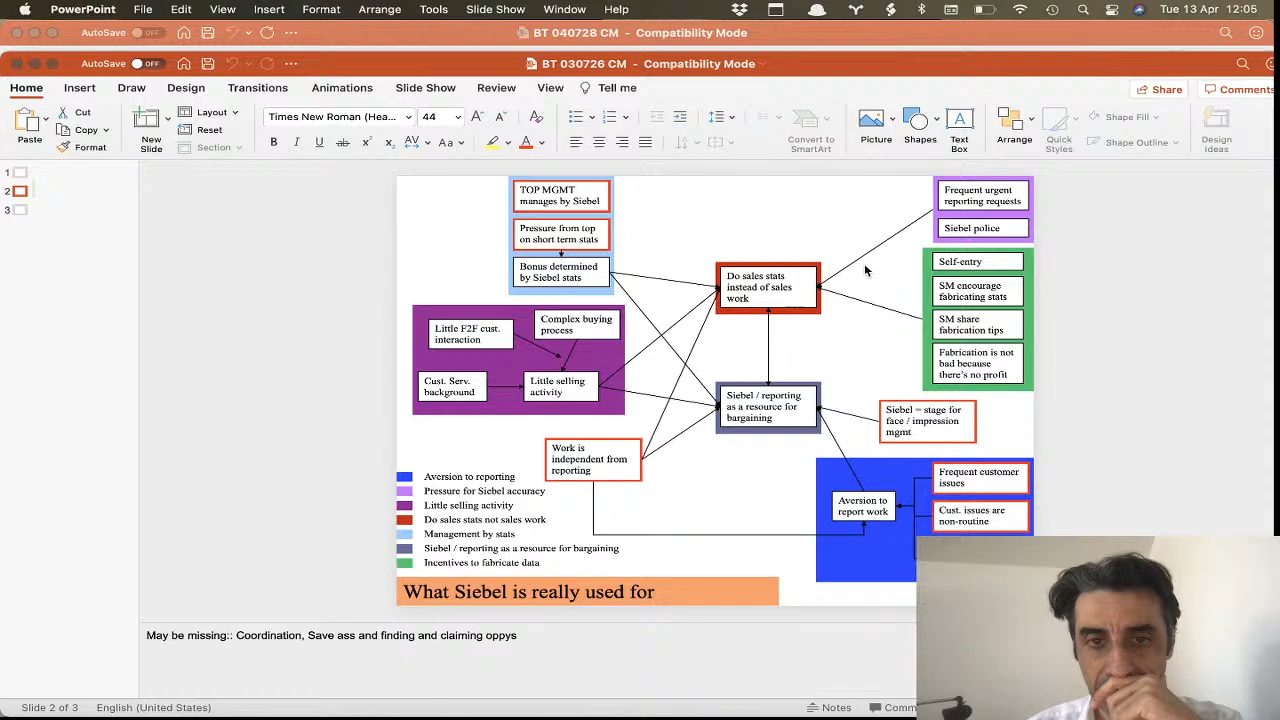 PowerPoint File Edit View Insert Format Arrange Tools Slide Show Window Help Tue 13 Apr 12:05
AutoSave OFF BT 040728 CM — Compatibility Mode
AutoSave OFF BT 030726 CM — Compatibility Mode
Home Insert Draw Design Transitions Animations Slide Show Review View Tell me Share Comments
Paste
Cut
Copy
Format
New Slide
Layout
Reset
Section
Times New Roman (Hea... 44
Convert to SmartArt
Picture
Shapes
Text Box
Arrange
Quick Styles
Shape Fill
Shape Outline
Design Ideas
1
2
3
TOP MGMT
manages by Siebel
Pressure from top
on short term stats
Bonus determined
by Siebel stats
Frequent urgent
reporting requests
Siebel police
Do sales stats
instead of sales
work
Self-entry
SM encourage
fabricating stats
SM share
fabrication tips
Fabrication is not
bad because
there's no profit
Little F2F cust.
interaction
Complex buying
process
Cust. Serv.
background
Little selling
activity
Siebel / reporting
as a resource for
bargaining
Siebel = stage for
face / impression
mgmt
Work is
independent from
reporting
Aversion to
report work
Frequent customer
issues
Cust. issues are
non-routine
Aversion to reporting
Pressure for Siebel accuracy
Little selling activity
Do sales stats not sales work
Management by stats
Siebel / reporting as a resource for bargaining
Incentives to fabricate data
What Siebel is really used for
May be missing:: Coordination, Save ass and finding and claiming oppys
Slide 2 of 3 English (United States) Notes Comm